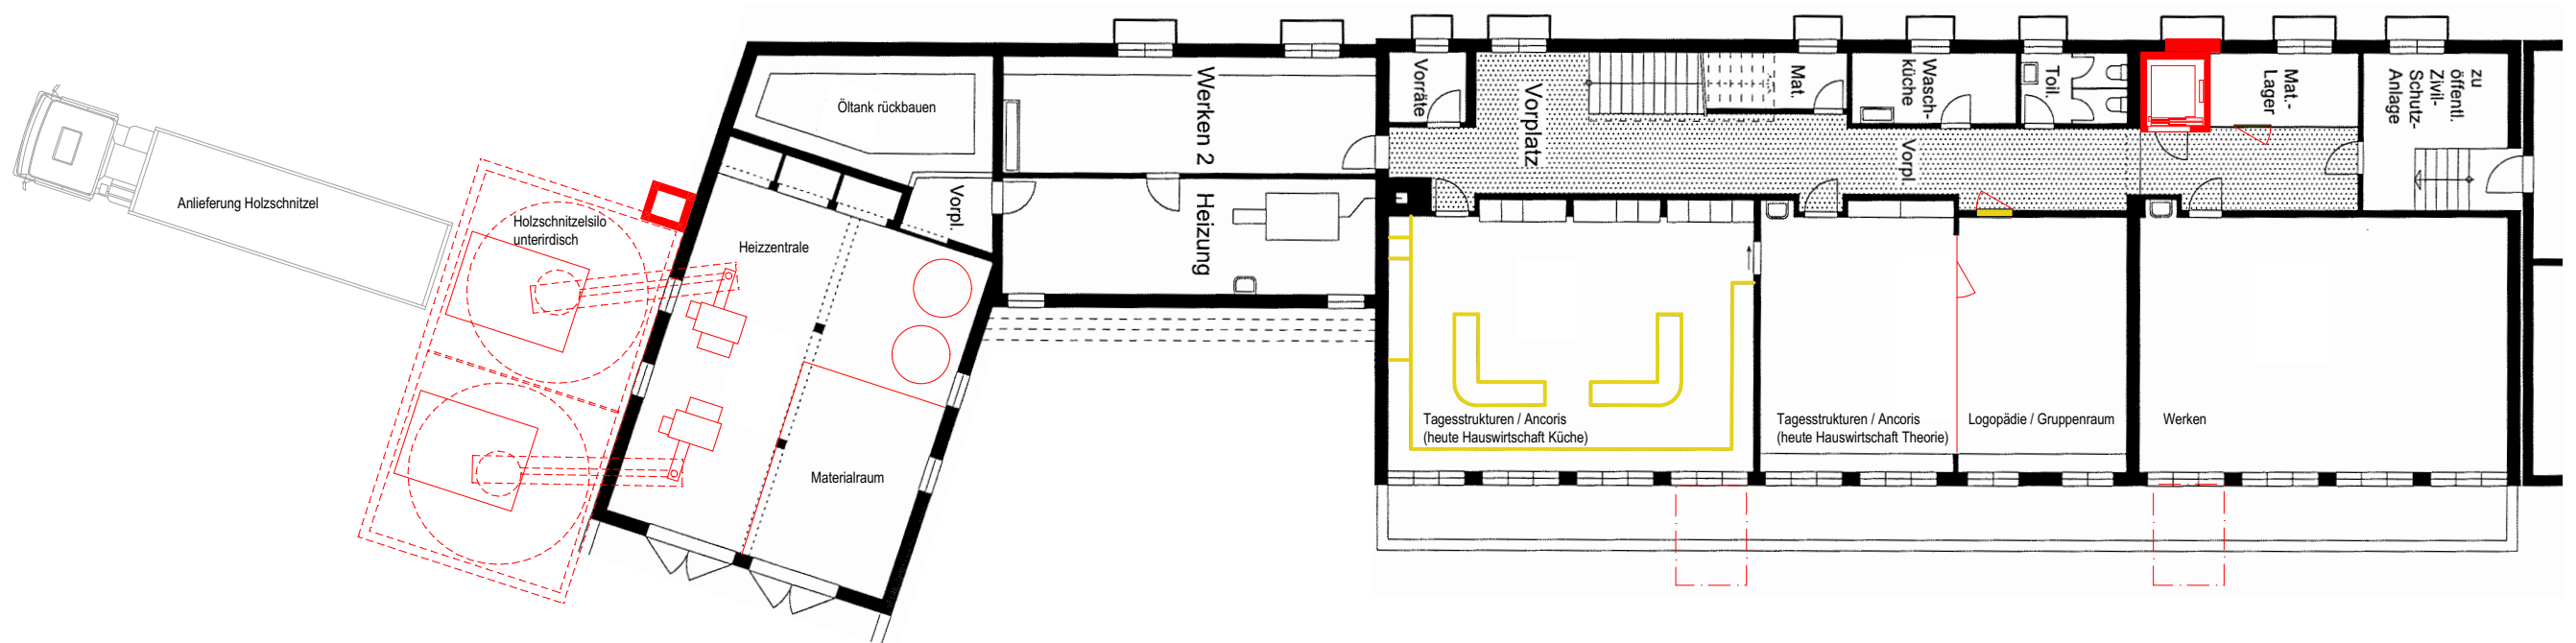 Anlieferung Holzschnitzel
Holzschnitzelsilo
unterirdisch
Öltank rückbauen
Heizzentrale
Materialraum
Vorpl.
Werken 2
Heizung
Vorräte
Vorplatz
Mat.
Wasch-
küche
Toil.
Vorpl.
Mat.-
Lager
zu
öffentl.
Zivil-
Schutz-
Anlage
Tagesstrukturen / Ancoris
(heute Hauswirtschaft Küche)
Tagesstrukturen / Ancoris
(heute Hauswirtschaft Theorie)
Logopädie / Gruppenraum
Werken